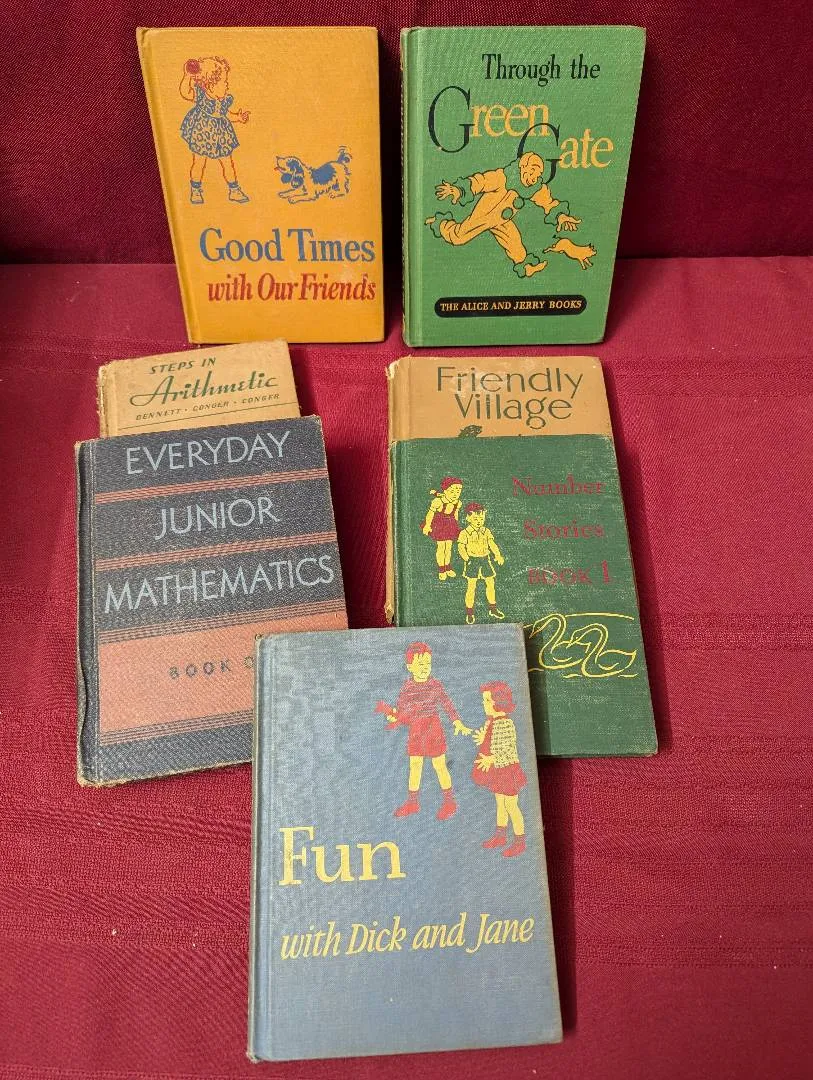 Good Times
with Our Friends
Through the
Green
Gate
THE ALICE AND JERRY BOOKS
STEPS IN
Arithmetic
BENNETT · CONGER · CONGER
Friendly
Village
EVERYDAY
JUNIOR
MATHEMATICS
BOOK
Number
Stories
BOOK 1
Fun
with Dick and Jane